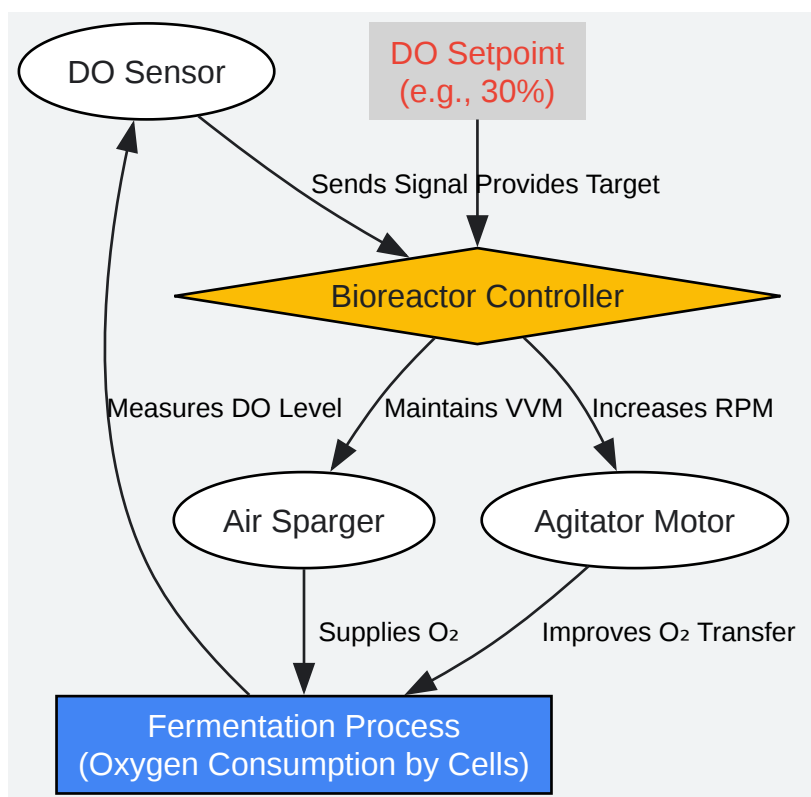 DO Sensor
DO Setpoint
(e.g., 30%)
Sends Signal
Provides Target
Bioreactor Controller
Measures DO Level
Maintains VVM
Increases RPM
Air Sparger
Agitator Motor
Supplies O₂
Improves O₂ Transfer
Fermentation Process
(Oxygen Consumption by Cells)